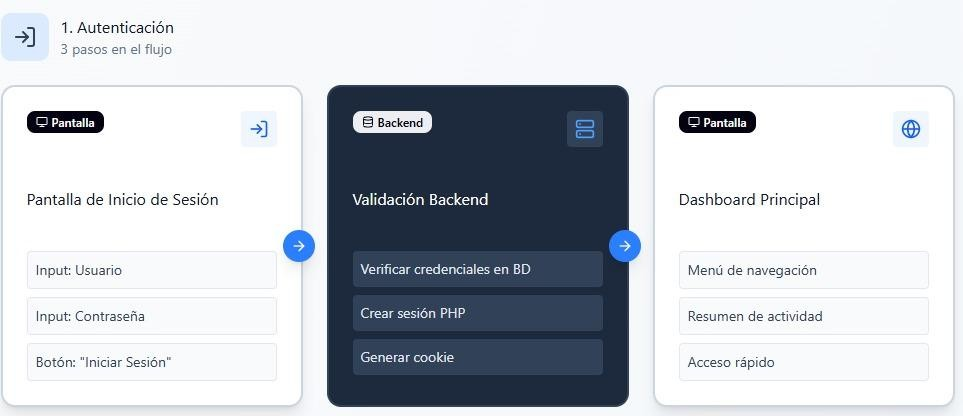 1. Autenticación
3 pasos en el flujo
Pantalla
Pantalla de Inicio de Sesión
Input: Usuario
Input: Contraseña
Botón: "Iniciar Sesión"
Backend
Validación Backend
Verificar credenciales en BD
Crear sesión PHP
Generar cookie
Pantalla
Dashboard Principal
Menú de navegación
Resumen de actividad
Acceso rápido